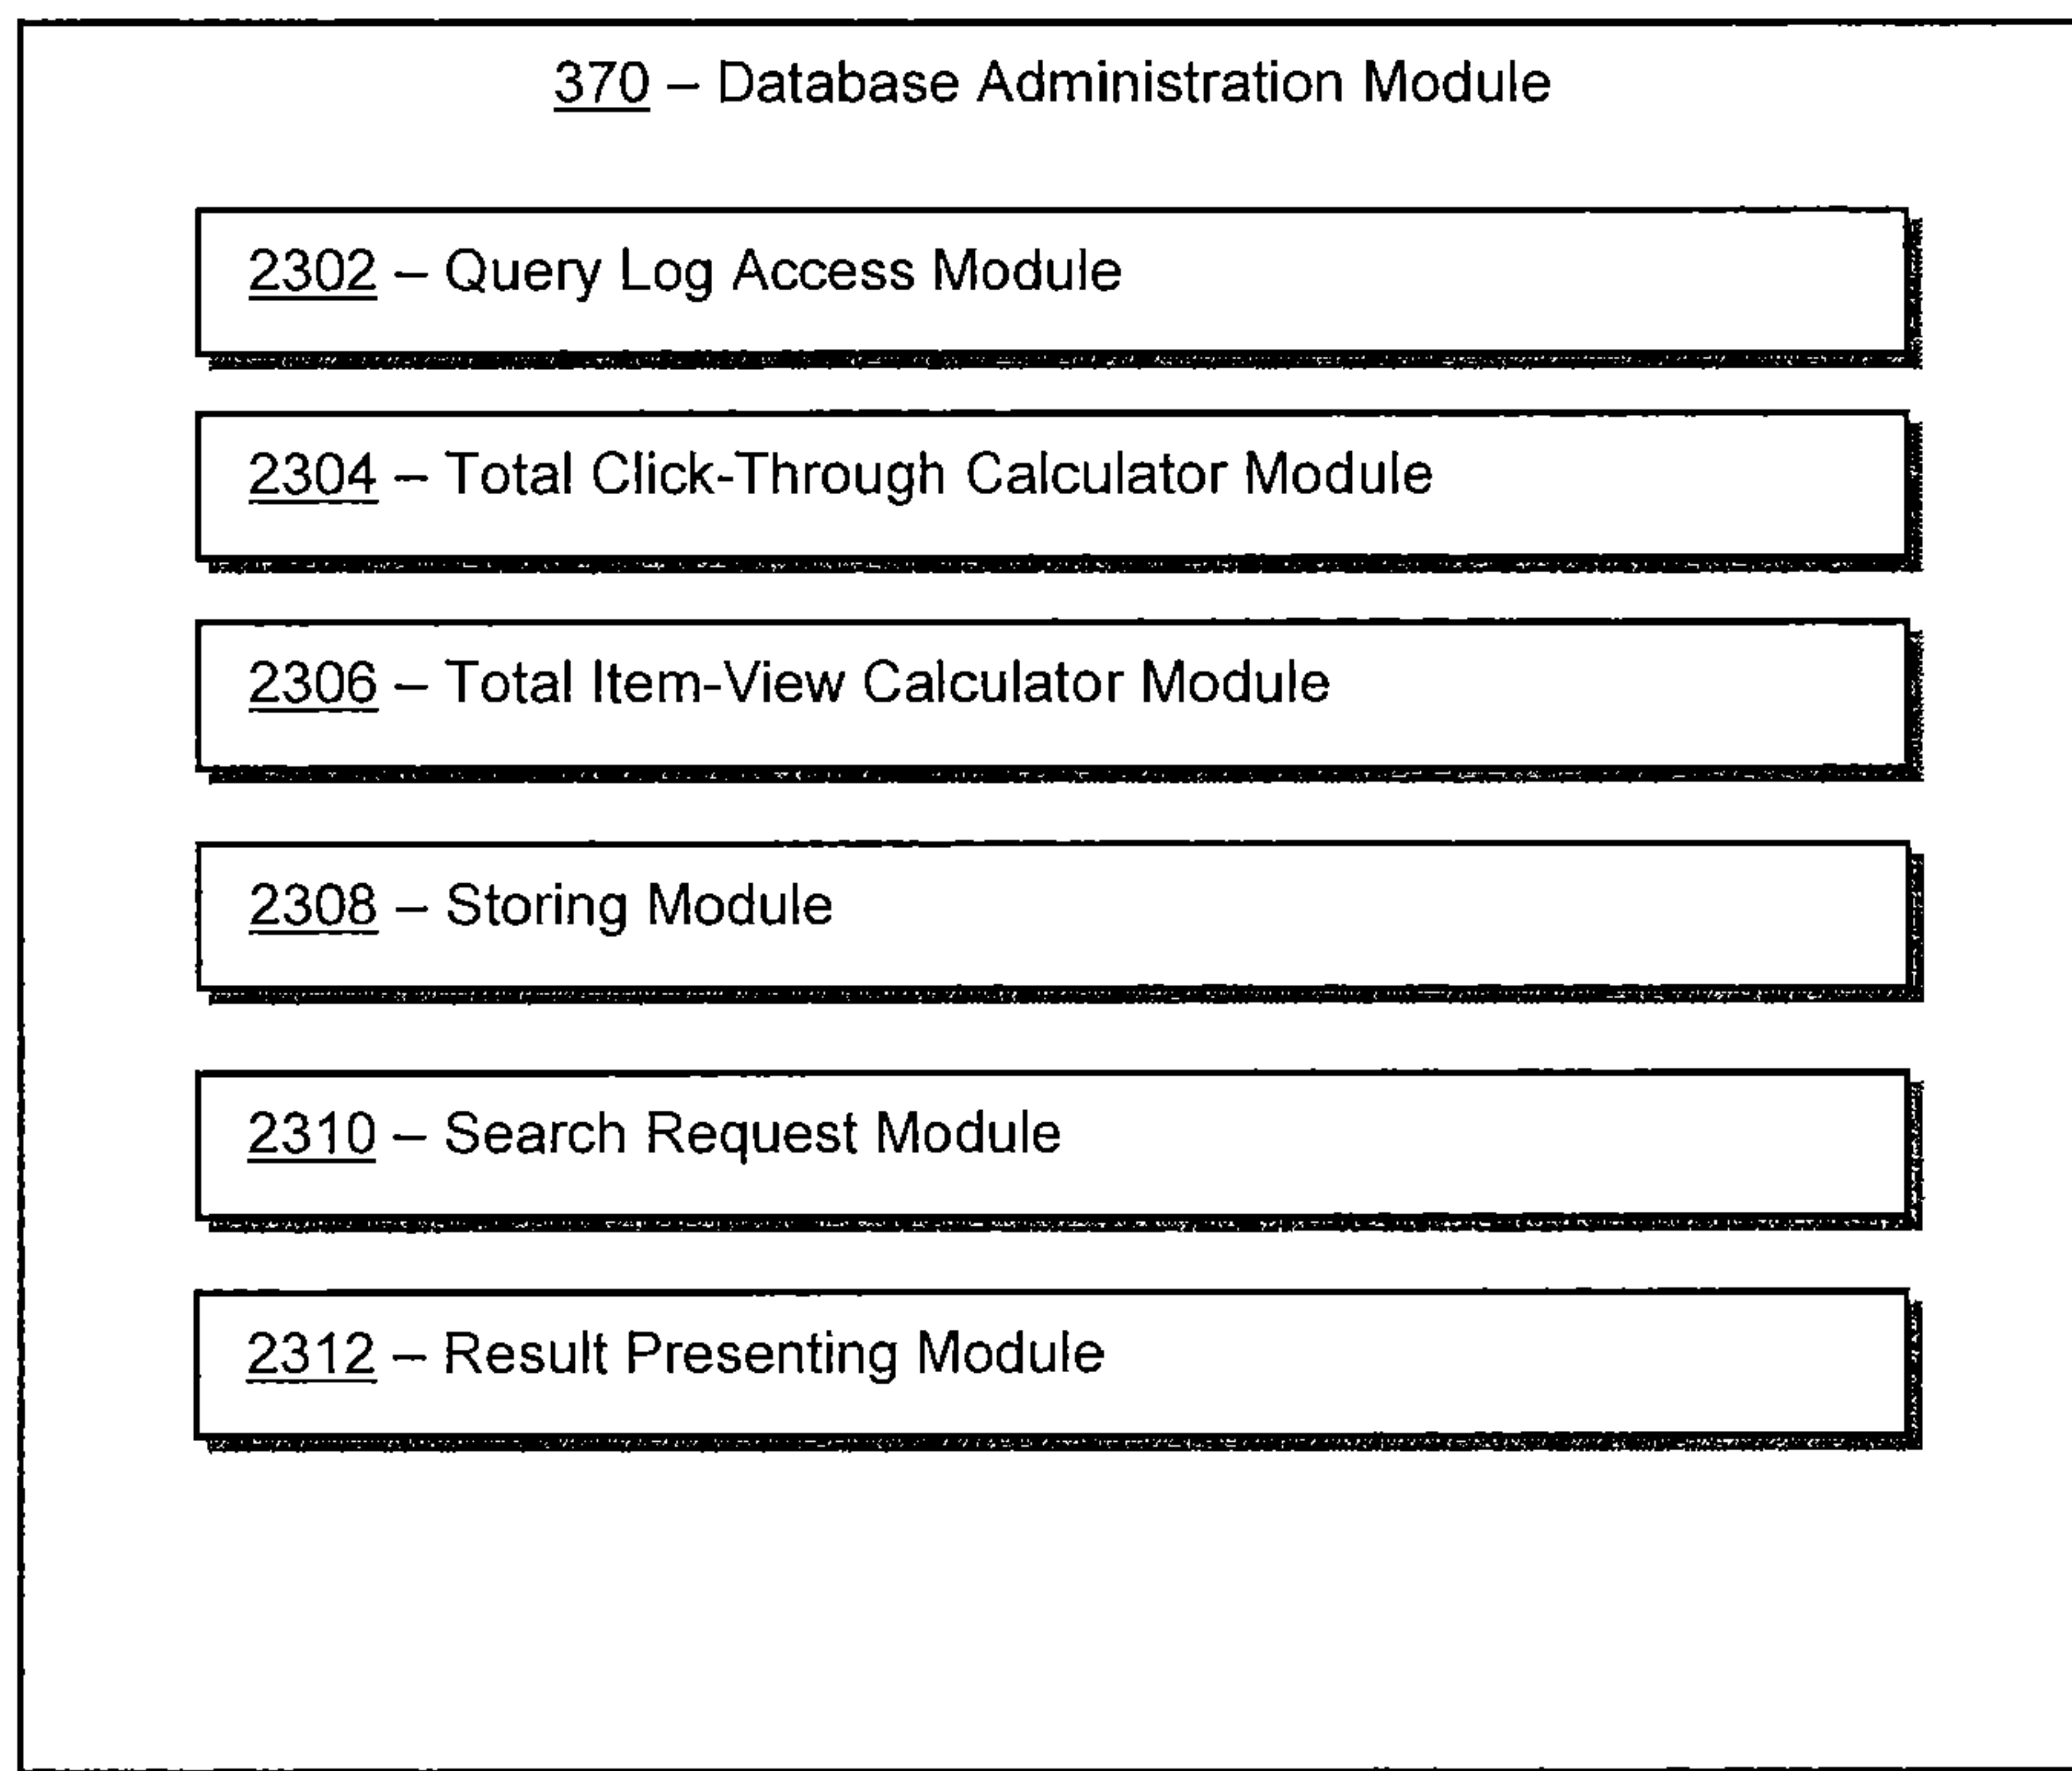 370 – Database Administration Module
2302 – Query Log Access Module
2304 – Total Click-Through Calculator Module
2306 – Total Item-View Calculator Module
2308 – Storing Module
2310 – Search Request Module
2312 – Result Presenting Module